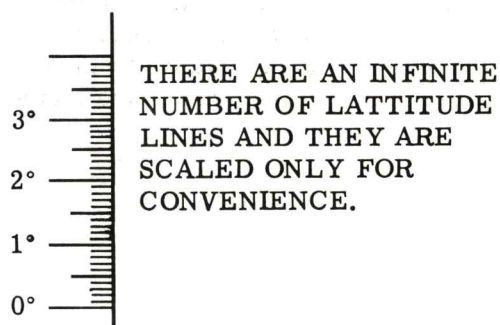 THERE ARE AN INFINITE
NUMBER OF LATTITUDE
LINES AND THEY ARE
SCALED ONLY FOR
CONVENIENCE.
3°
2°
1°
0°